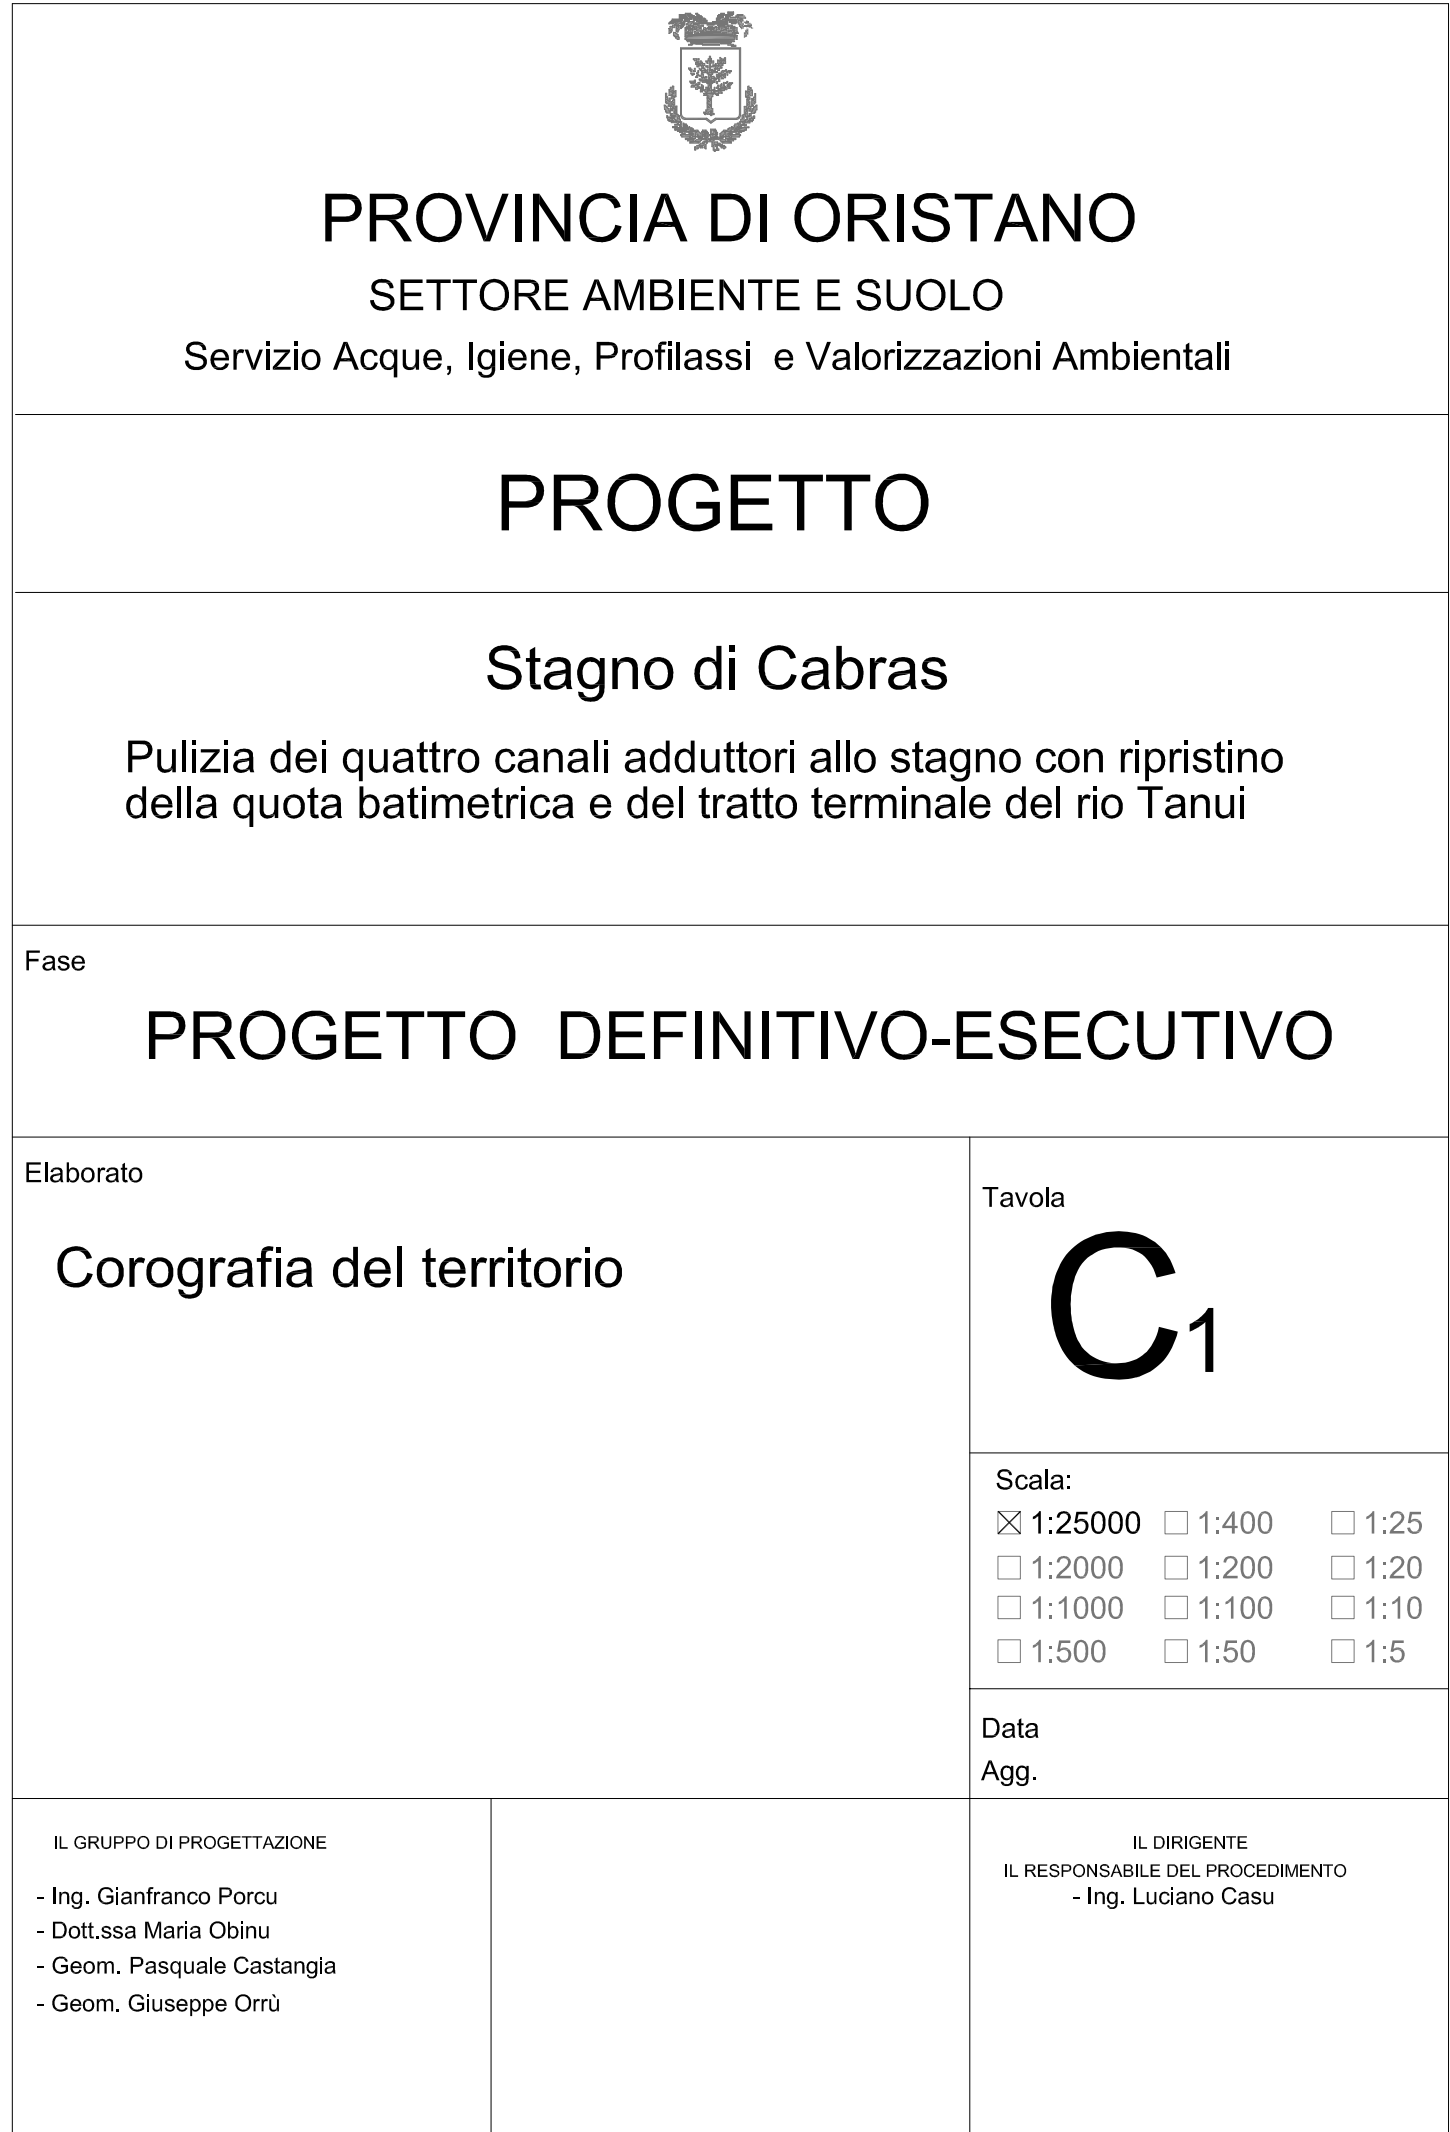 PROVINCIA DI ORISTANO
SETTORE AMBIENTE E SUOLO
Servizio Acque, Igiene, Profilassi e Valorizzazioni Ambientali
PROGETTO
Stagno di Cabras
Pulizia dei quattro canali adduttori allo stagno con ripristino
della quota batimetrica e del tratto terminale del rio Tanui
Fase
PROGETTO DEFINITIVO-ESECUTIVO
Elaborato
Corografia del territorio
Tavola
C1
Scala:
☒ 1:25000 ☐ 1:400 ☐ 1:25
☐ 1:2000 ☐ 1:200 ☐ 1:20
☐ 1:1000 ☐ 1:100 ☐ 1:10
☐ 1:500 ☐ 1:50 ☐ 1:5
Data
Agg.
IL GRUPPO DI PROGETTAZIONE
- Ing. Gianfranco Porcu
- Dott.ssa Maria Obinu
- Geom. Pasquale Castangia
- Geom. Giuseppe Orrù
IL DIRIGENTE
IL RESPONSABILE DEL PROCEDIMENTO
- Ing. Luciano Casu